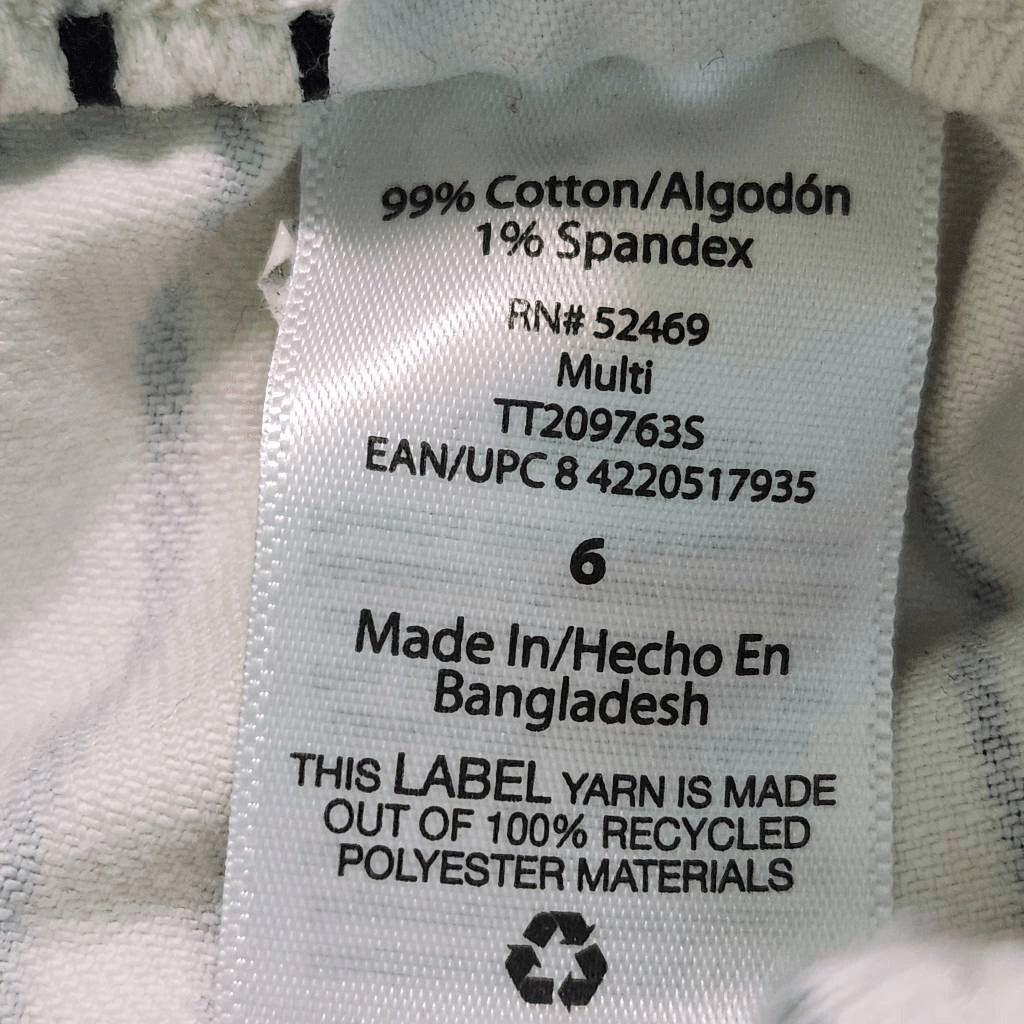 99% Cotton/Algodón
1% Spandex
RN# 52469
Multi
TT209763S
EAN/UPC 8 4220517935
6
Made In/Hecho En
Bangladesh
THIS LABEL YARN IS MADE
OUT OF 100% RECYCLED
POLYESTER MATERIALS